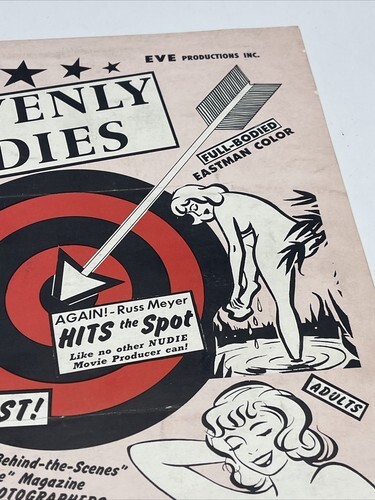 EVE PRODUCTIONS INC.
VENLY
DIES
FULL-BODIED
EASTMAN COLOR
AGAIN!-Russ Meyer
HITS the Spot
Like no other NUDIE
Movie Producer can!
ST!
ADULTS
Behind-the-Scenes"
e" Magazine
OTOGRAPHERS